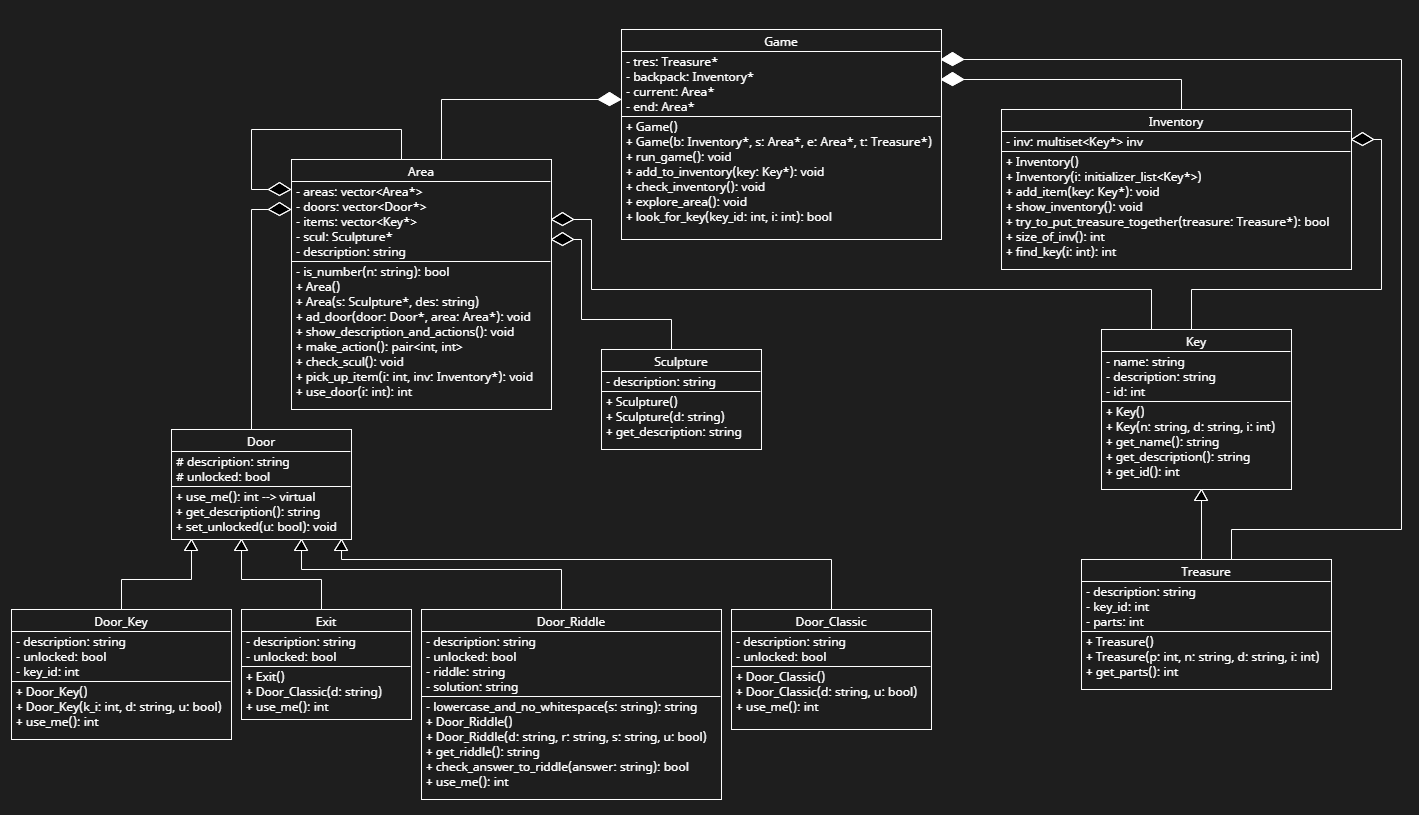 Game
- tres: Treasure*
- backpack: Inventory*
- current: Area*
- end: Area*
+ Game()
+ Game(b: Inventory*, s: Area*, e: Area*, t: Treasure*)
+ run_game(): void
+ add_to_inventory(key: Key*): void
+ check_inventory(): void
+ explore_area(): void
+ look_for_key(key_id: int, i: int): bool
Inventory
- inv: multiset<Key*> inv
+ Inventory()
+ Inventory(i: initializer_list<Key*>)
+ add_item(key: Key*): void
+ show_inventory(): void
+ try_to_put_treasure_together(treasure: Treasure*): bool
+ size_of_inv(): int
+ find_key(i: int): int
Area
- areas: vector<Area*>
- doors: vector<Door*>
- items: vector<Key*>
- scul: Sculpture*
- description: string
- is_number(n: string): bool
+ Area()
+ Area(s: Sculpture*, des: string)
+ ad_door(door: Door*, area: Area*): void
+ show_description_and_actions(): void
+ make_action(): pair<int, int>
+ check_scul(): void
+ pick_up_item(i: int, inv: Inventory*): void
+ use_door(i: int): int
Sculpture
- description: string
+ Sculpture()
+ Sculpture(d: string)
+ get_description: string
Key
- name: string
- description: string
- id: int
+ Key()
+ Key(n: string, d: string, i: int)
+ get_name(): string
+ get_description(): string
+ get_id(): int
Door
# description: string
# unlocked: bool
+ use_me(): int --> virtual
+ get_description(): string
+ set_unlocked(u: bool): void
Treasure
- description: string
- key_id: int
- parts: int
+ Treasure()
+ Treasure(p: int, n: string, d: string, i: int)
+ get_parts(): int
Door_Key
- description: string
- unlocked: bool
- key_id: int
+ Door_Key()
+ Door_Key(k_i: int, d: string, u: bool)
+ use_me(): int
Exit
- description: string
- unlocked: bool
+ Exit()
+ Door_Classic(d: string)
+ use_me(): int
Door_Riddle
- description: string
- unlocked: bool
- riddle: string
- solution: string
- lowercase_and_no_whitespace(s: string): string
+ Door_Riddle()
+ Door_Riddle(d: string, r: string, s: string, u: bool)
+ get_riddle(): string
+ check_answer_to_riddle(answer: string): bool
+ use_me(): int
Door_Classic
- description: string
- unlocked: bool
+ Door_Classic()
+ Door_Classic(d: string, u: bool)
+ use_me(): int